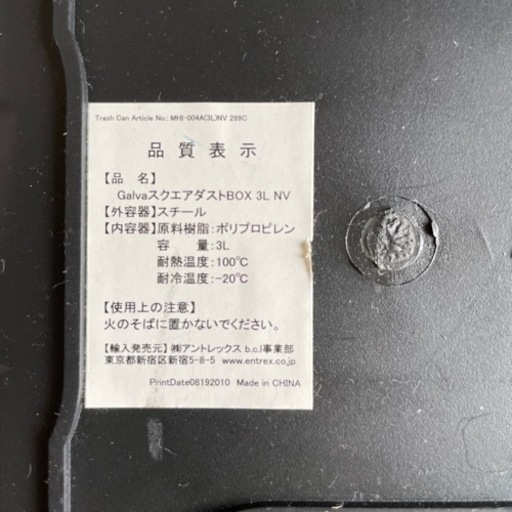 Trash Can Article No.: MHI-004A(3L)NV 289C
品質表示
【品　名】
GalvaスクエアダストBOX 3L NV
【外容器】スチール
【内容器】原料樹脂：ポリプロピレン
容　　量：3L
耐熱温度：100℃
耐冷温度：-20℃
【使用上の注意】
火のそばに置かないでください。
【輸入発売元】㈱アントレックス b.c.l事業部
東京都新宿区新宿5-8-5 www.entrex.co.jp
PrintDate08192010 Made in CHINA